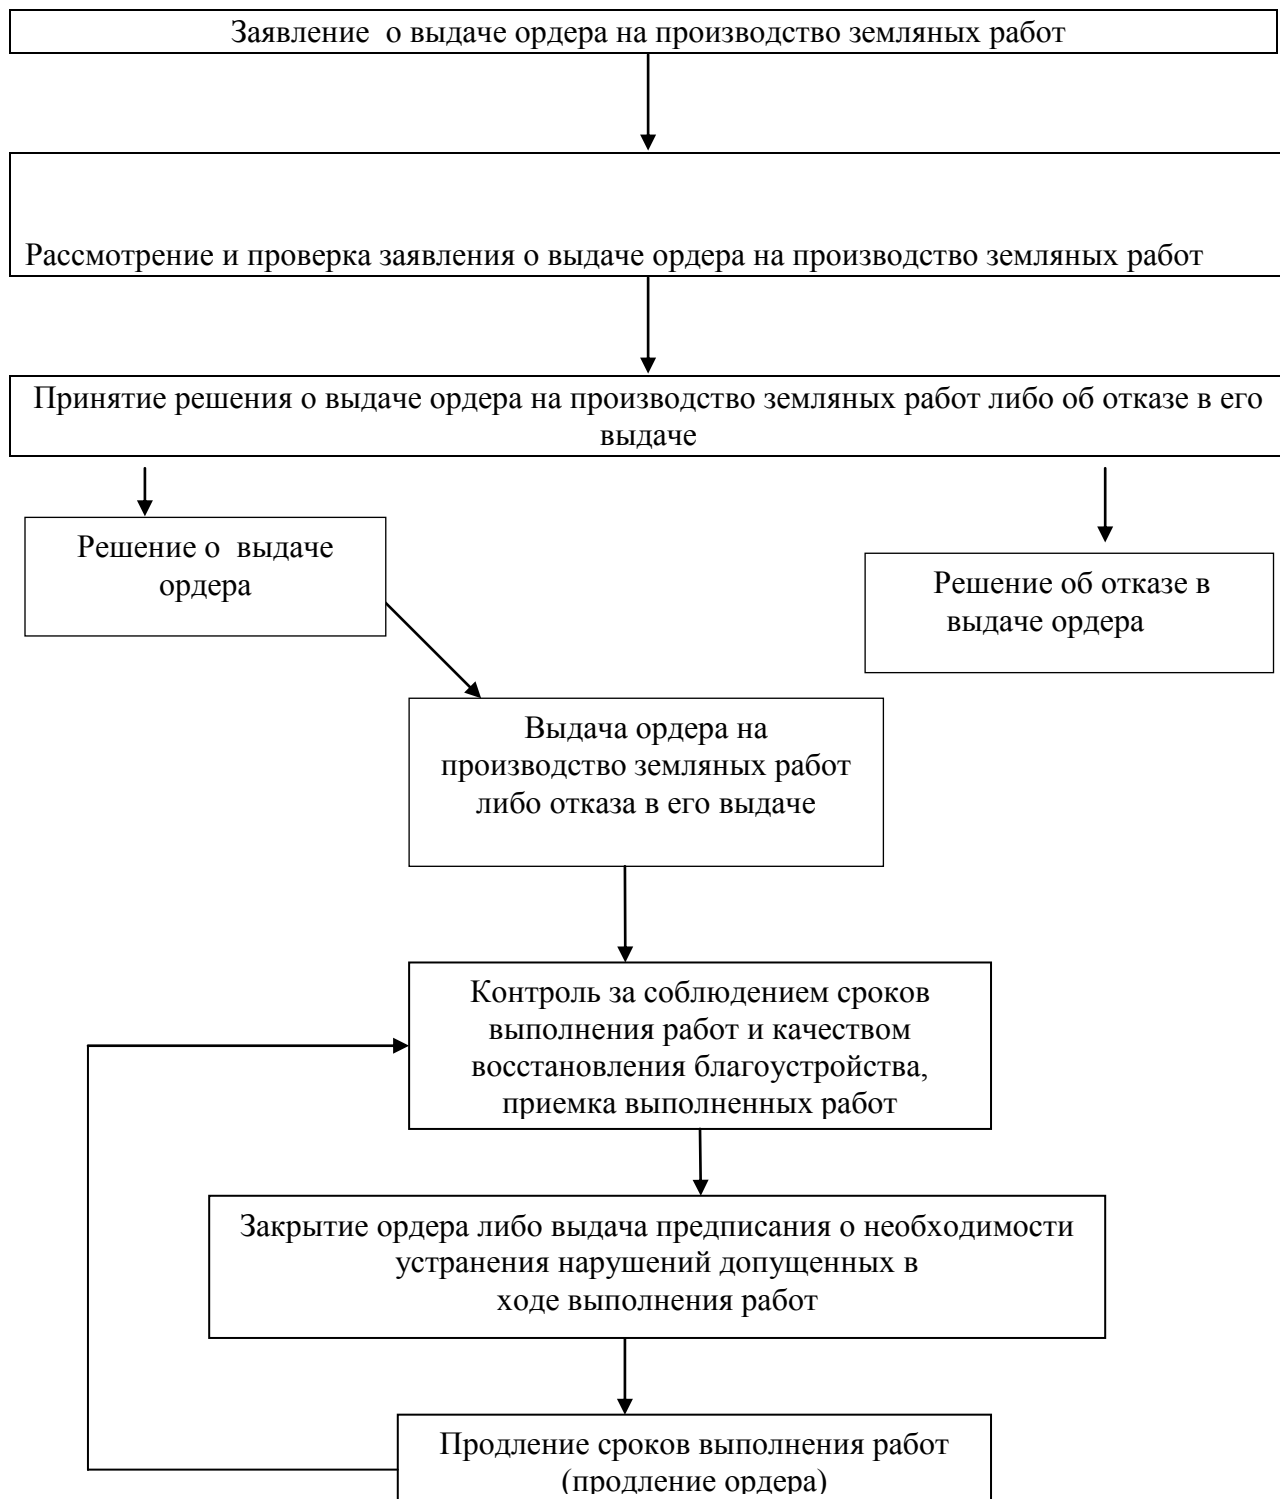 Заявление  о выдаче ордера на производство земляных работ
Рассмотрение и проверка заявления о выдаче ордера на производство земляных работ
Принятие решения о выдаче ордера на производство земляных работ либо об отказе в его
выдаче
Решение о  выдаче
ордера
Решение об отказе в
выдаче ордера
Выдача ордера на
производство земляных работ
либо отказа в его выдаче
Контроль за соблюдением сроков
выполнения работ и качеством
восстановления благоустройства,
приемка выполненных работ
Закрытие ордера либо выдача предписания о необходимости
устранения нарушений допущенных в
ходе выполнения работ
Продление сроков выполнения работ
(продление ордера)